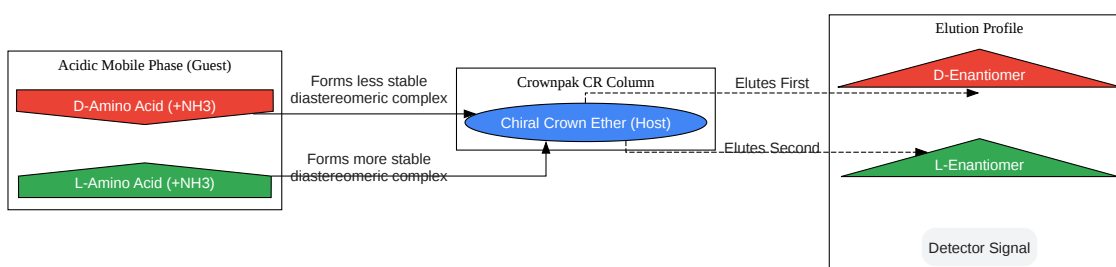 Acidic Mobile Phase (Guest)
D-Amino Acid (+NH3)
L-Amino Acid (+NH3)
Forms less stable
diastereomeric complex
Forms more stable
diastereomeric complex
Crownpak CR Column
Chiral Crown Ether (Host)
Elutes First
Elutes Second
Elution Profile
D-Enantiomer
L-Enantiomer
Detector Signal